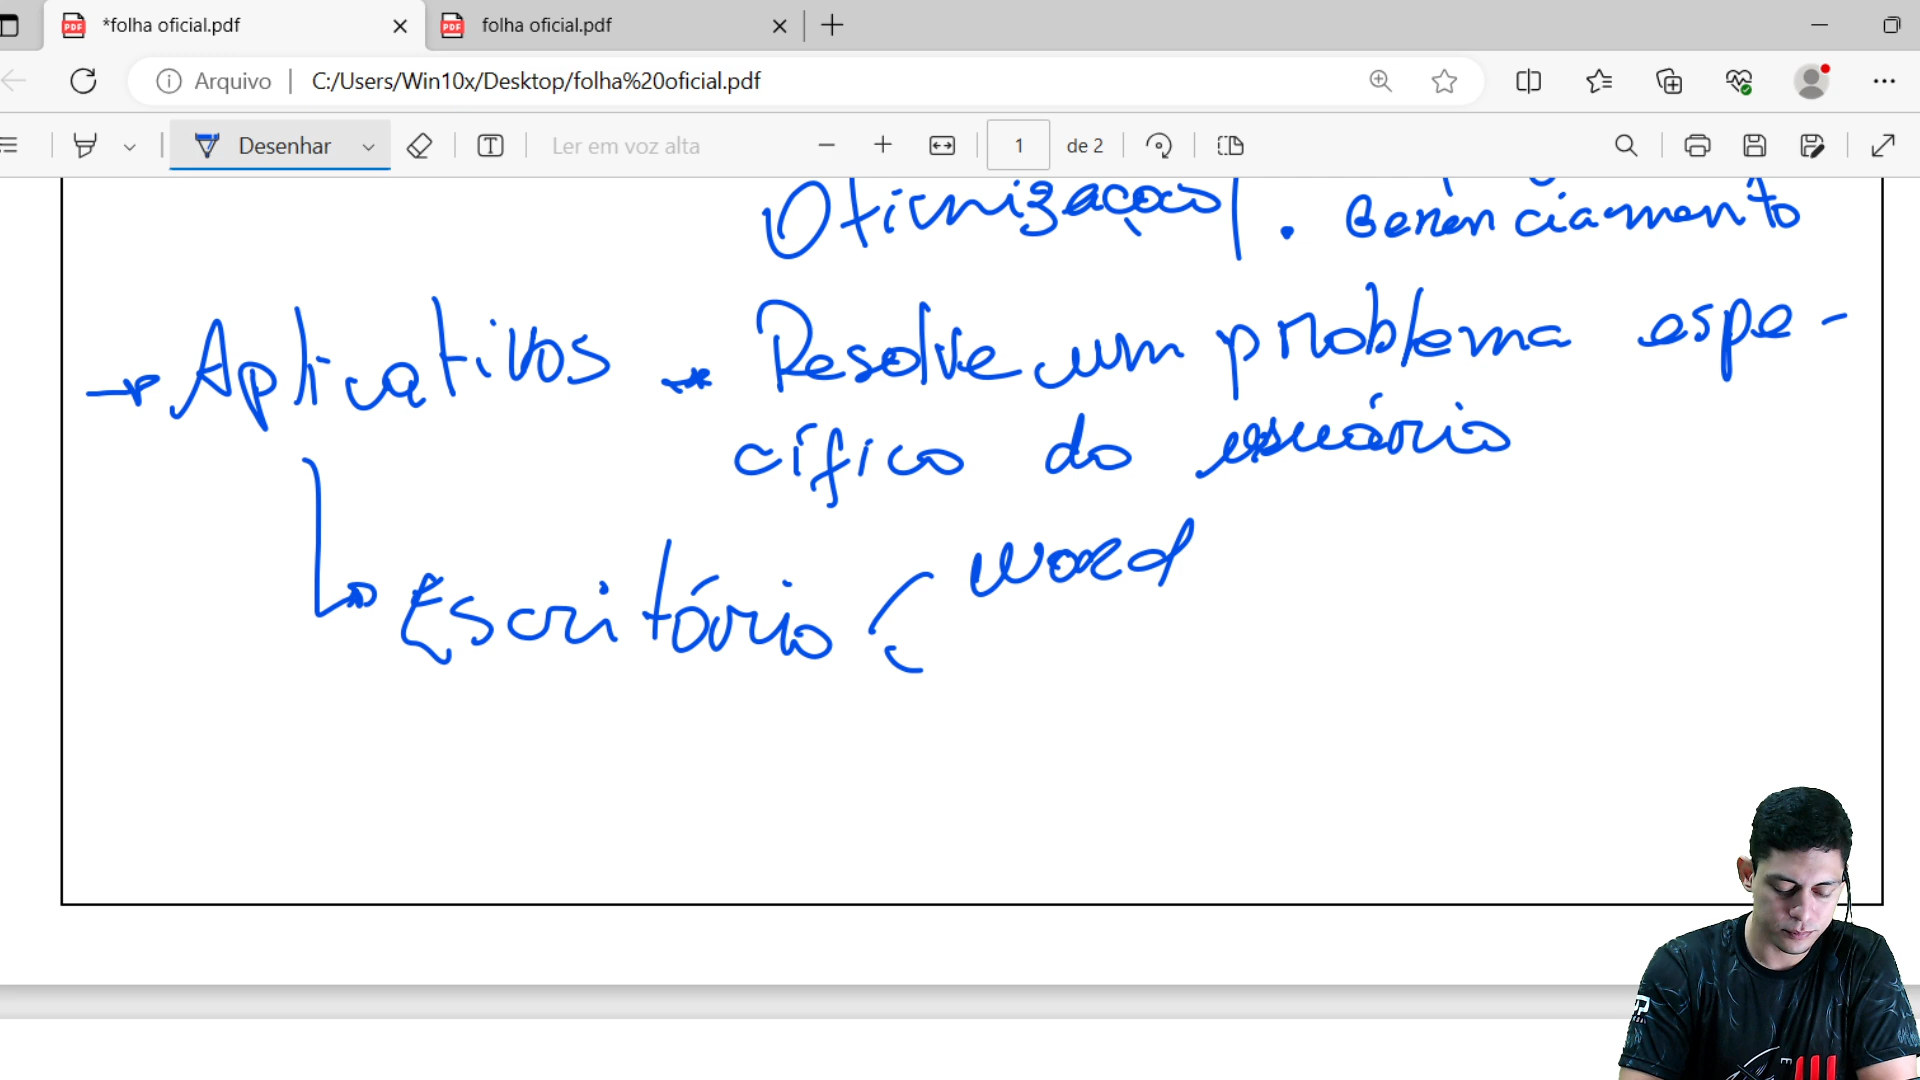 *folha oficial.pdf
folha oficial.pdf
Arquivo
C:/Users/Win10x/Desktop/folha%20oficial.pdf
Desenhar
Ler em voz alta
1 de 2
Otimização . Gerenciamento
→ Aplicativos → Resolve um problema espe-
cífico do usuário
Escritório ( Word